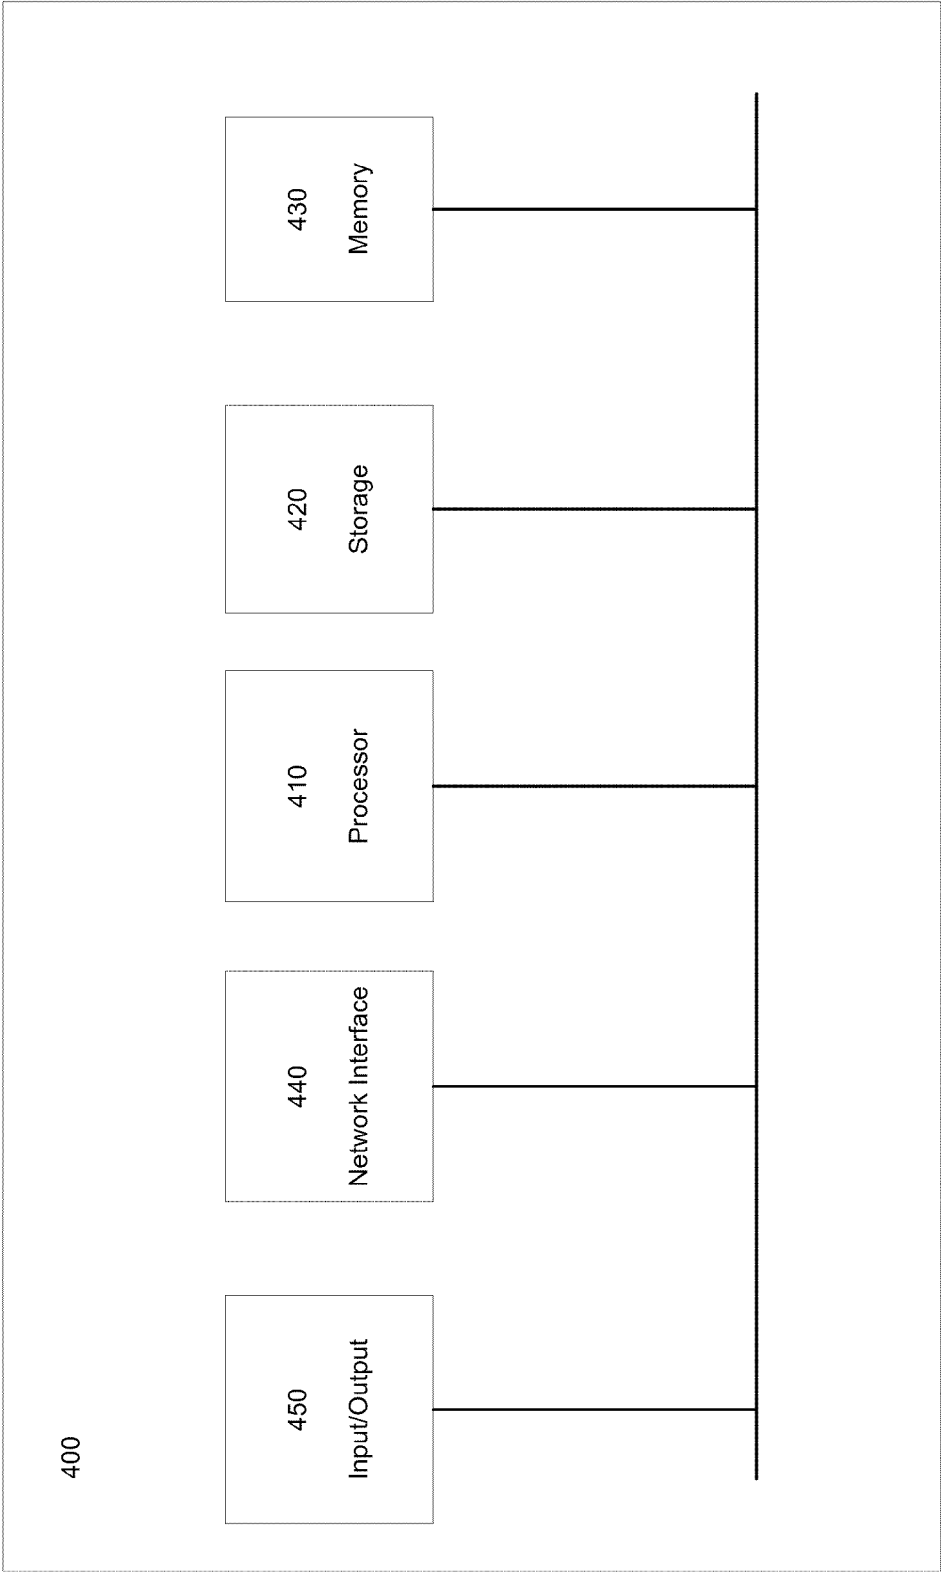 400
450
Input/Output
440
Network Interface
410
Processor
420
Storage
430
Memory